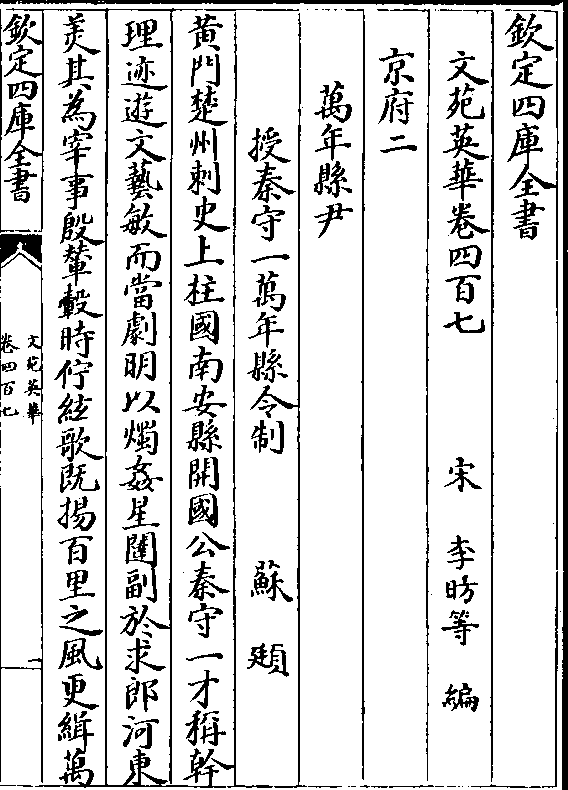 欽定四庫全書
文苑英華卷四百七 宋 李昉等 編
京府二
萬年縣尹
授秦守一萬年縣令制 蘇 頲
黃門楚州刺史上柱國南安縣開國公秦守一才稱幹
理迹遊文藝敏而當劇明以燭姦星闈副於求郎河東
美其為宰事殷輦轂時佇絃歌既揚百里之風更緝萬
欽定四庫全書
文苑英華
卷四百七
一